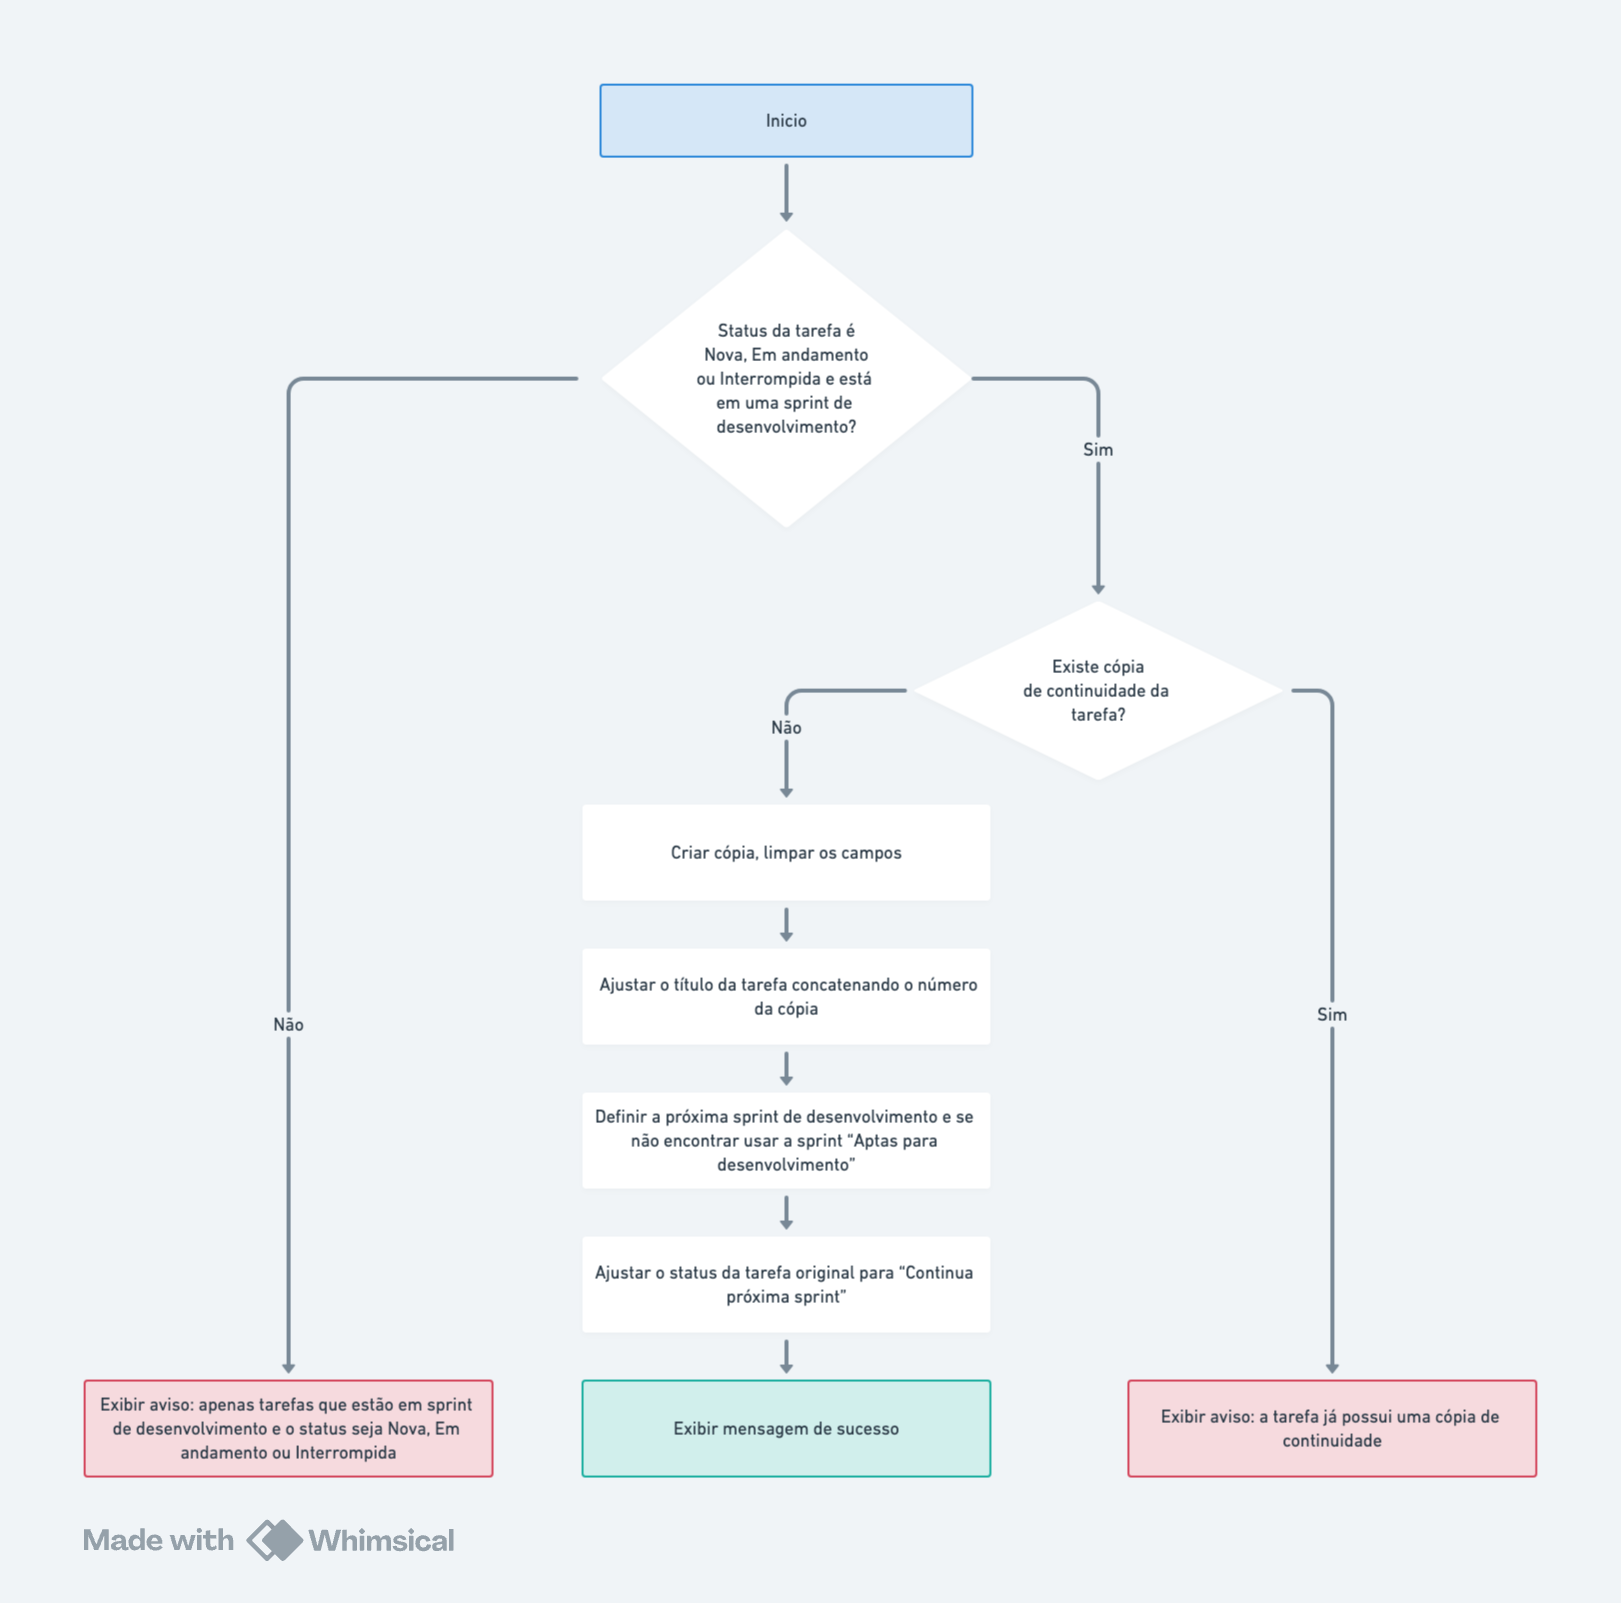 Inicio
Status da tarefa é
Nova, Em andamento
ou Interrompida e está
em uma sprint de
desenvolvimento?
Sim
Existe cópia
de continuidade da
tarefa?
Não
Criar cópia, limpar os campos
Ajustar o título da tarefa concatenando o número
da cópia
Não
Sim
Definir a próxima sprint de desenvolvimento e se
não encontrar usar a sprint “Aptas para
desenvolvimento”
Ajustar o status da tarefa original para “Continua
próxima sprint”
Exibir aviso: apenas tarefas que estão em sprint
de desenvolvimento e o status seja Nova, Em
andamento ou Interrompida
Exibir mensagem de sucesso
Exibir aviso: a tarefa já possui uma cópia de
continuidade
Made with Whimsical